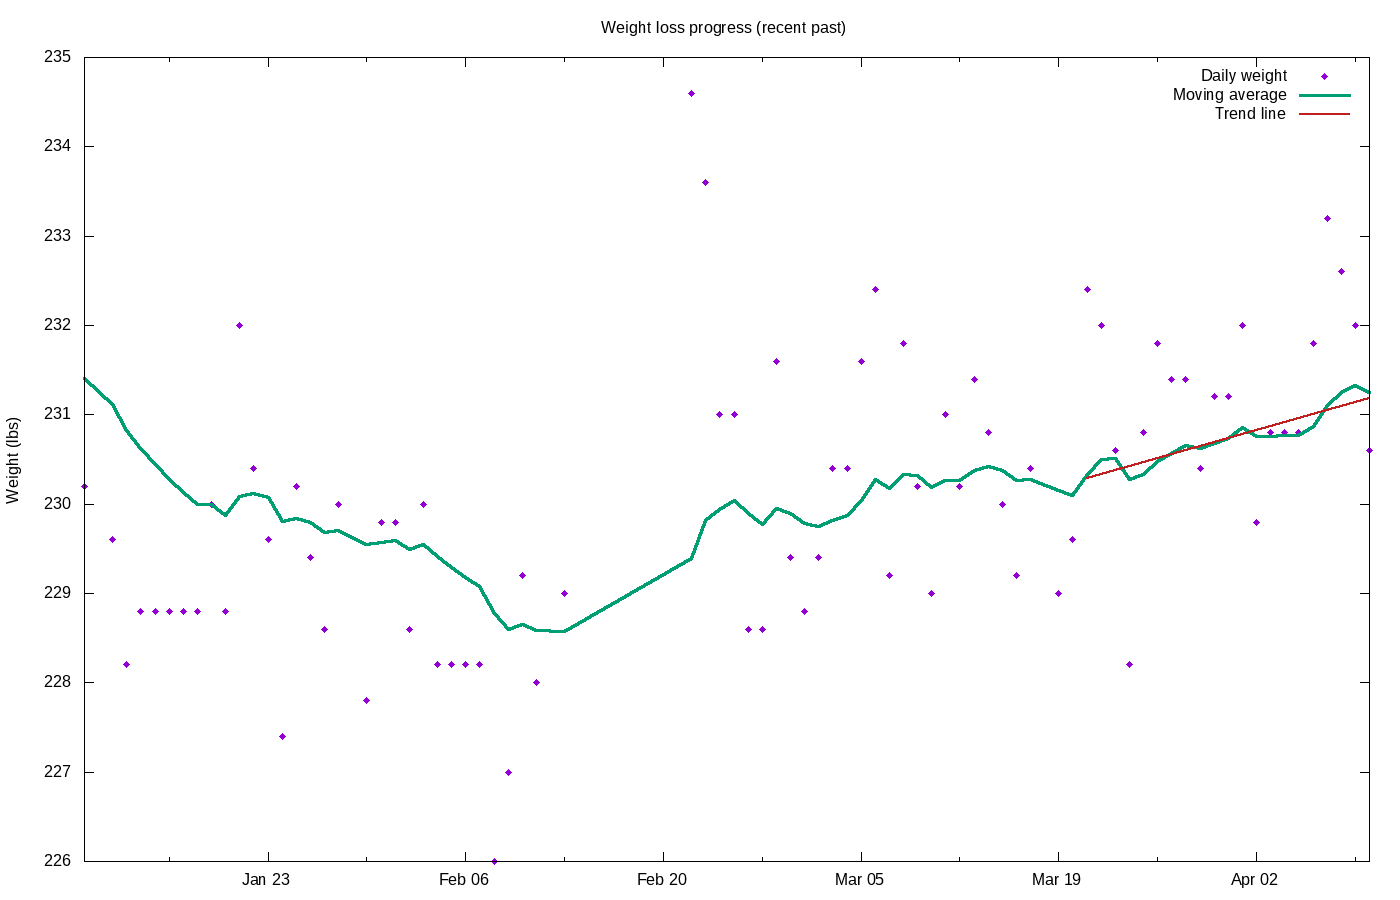 Weight loss progress (recent past)
Daily weight
Moving average
Trend line
235
234
233
232
231
230
229
228
227
226
Weight (lbs)
Jan 23
Feb 06
Feb 20
Mar 05
Mar 19
Apr 02